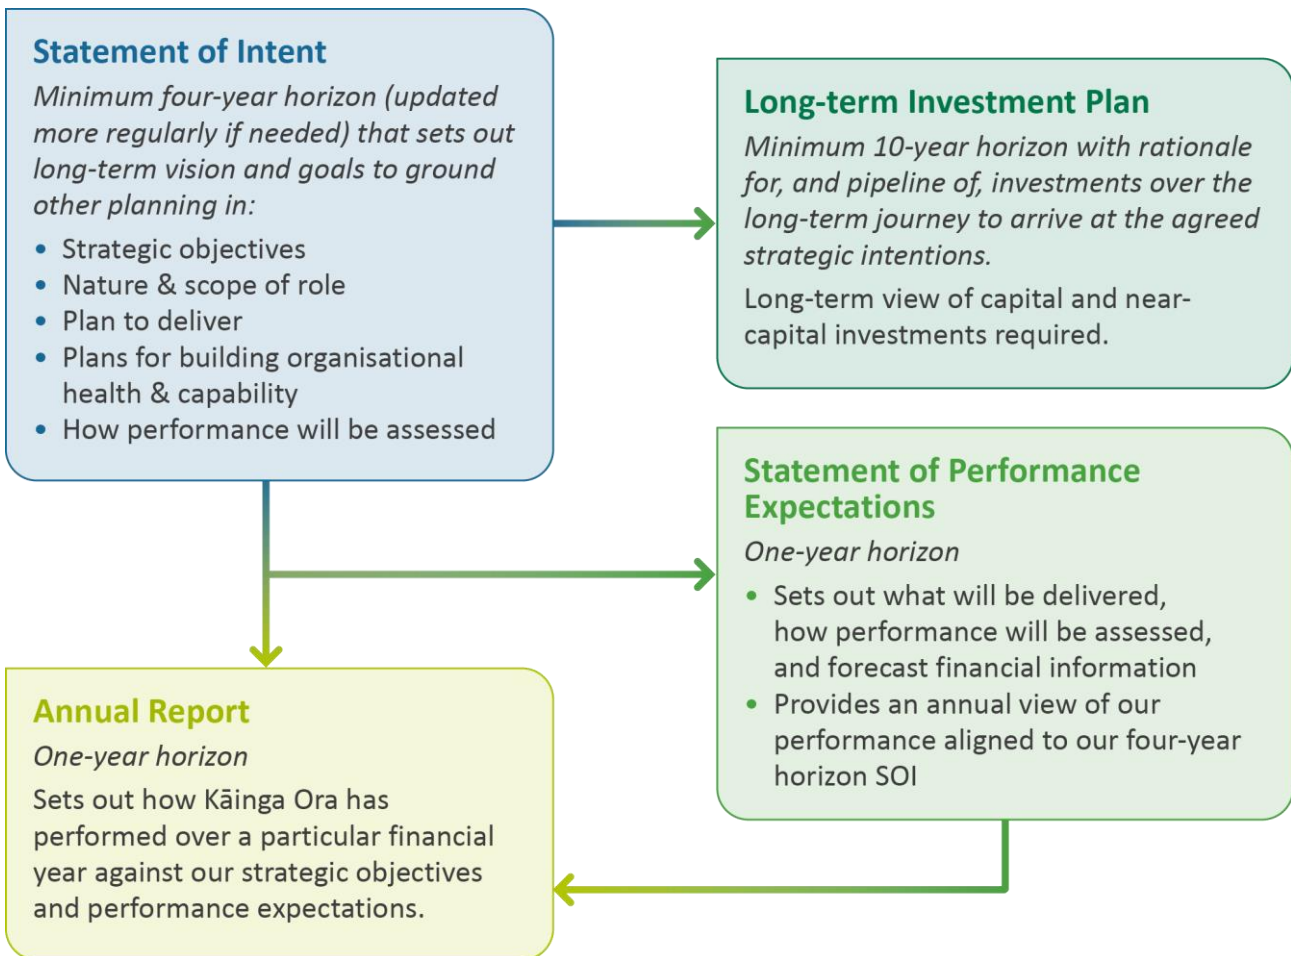 Statement of Intent
Minimum four-year horizon (updated
more regularly if needed) that sets out
long-term vision and goals to ground
other planning in:
• Strategic objectives
• Nature & scope of role
• Plan to deliver
• Plans for building organisational
health & capability
• How performance will be assessed
Long-term Investment Plan
Minimum 10-year horizon with rationale
for, and pipeline of, investments over the
long-term journey to arrive at the agreed
strategic intentions.
Long-term view of capital and near-
capital investments required.
Statement of Performance
Expectations
One-year horizon
• Sets out what will be delivered,
how performance will be assessed,
and forecast financial information
• Provides an annual view of our
performance aligned to our four-year
horizon SOI
Annual Report
One-year horizon
Sets out how Kāinga Ora has
performed over a particular financial
year against our strategic objectives
and performance expectations.